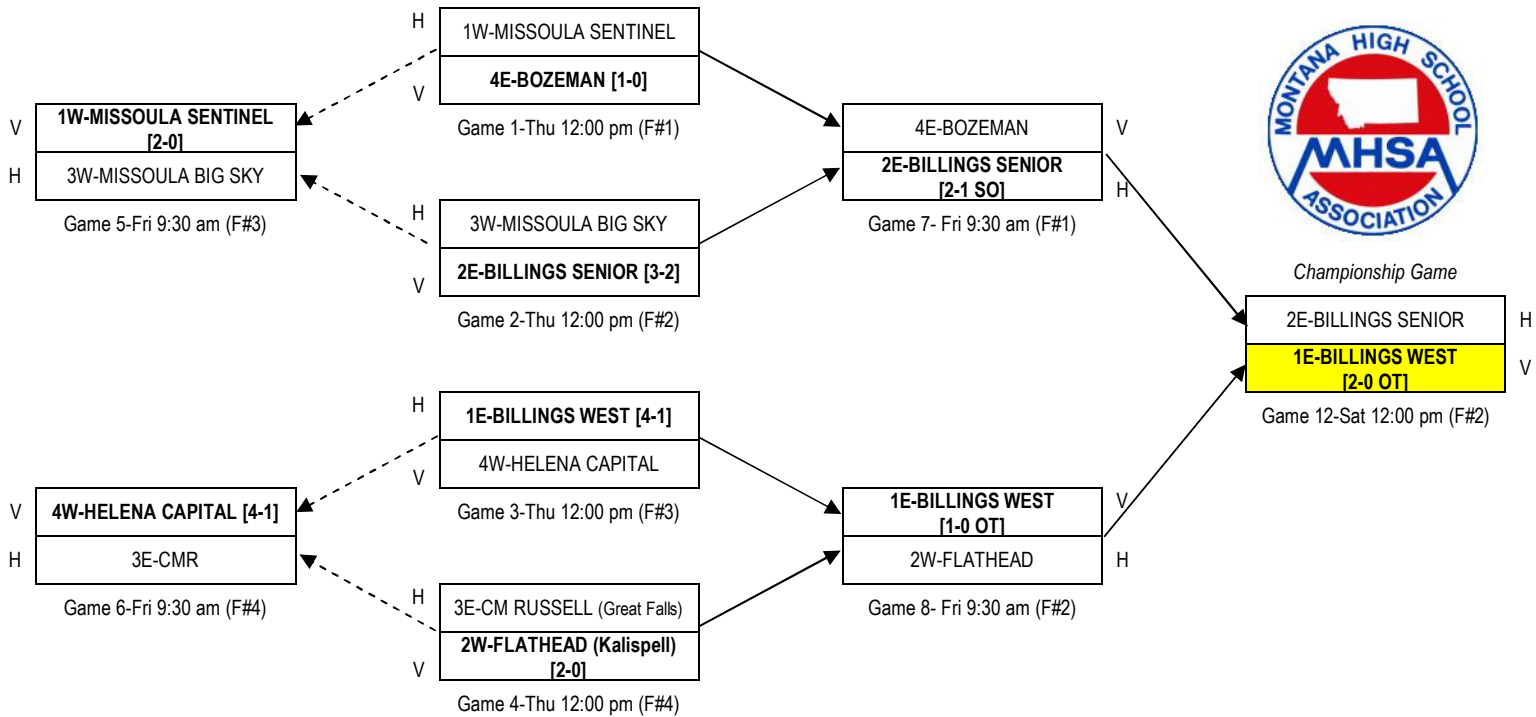 H
1W-MISSOULA SENTINEL
4E-BOZEMAN [1-0]
V
Game 1-Thu 12:00 pm (F#1)
V
1W-MISSOULA SENTINEL
[2-0]
H
3W-MISSOULA BIG SKY
Game 5-Fri 9:30 am (F#3)
H
3W-MISSOULA BIG SKY
2E-BILLINGS SENIOR [3-2]
V
Game 2-Thu 12:00 pm (F#2)
4E-BOZEMAN
V
2E-BILLINGS SENIOR
[2-1 SO]
H
Game 7- Fri 9:30 am (F#1)
MONTANA HIGH SCHOOL
MHSA
ASSOCIATION
Championship Game
2E-BILLINGS SENIOR
H
1E-BILLINGS WEST
[2-0 OT]
V
Game 12-Sat 12:00 pm (F#2)
H
1E-BILLINGS WEST [4-1]
4W-HELENA CAPITAL
V
Game 3-Thu 12:00 pm (F#3)
V
4W-HELENA CAPITAL [4-1]
H
3E-CMR
Game 6-Fri 9:30 am (F#4)
H
3E-CM RUSSELL (Great Falls)
2W-FLATHEAD (Kalispell)
[2-0]
V
Game 4-Thu 12:00 pm (F#4)
1E-BILLINGS WEST
[1-0 OT]
V
2W-FLATHEAD
H
Game 8- Fri 9:30 am (F#2)